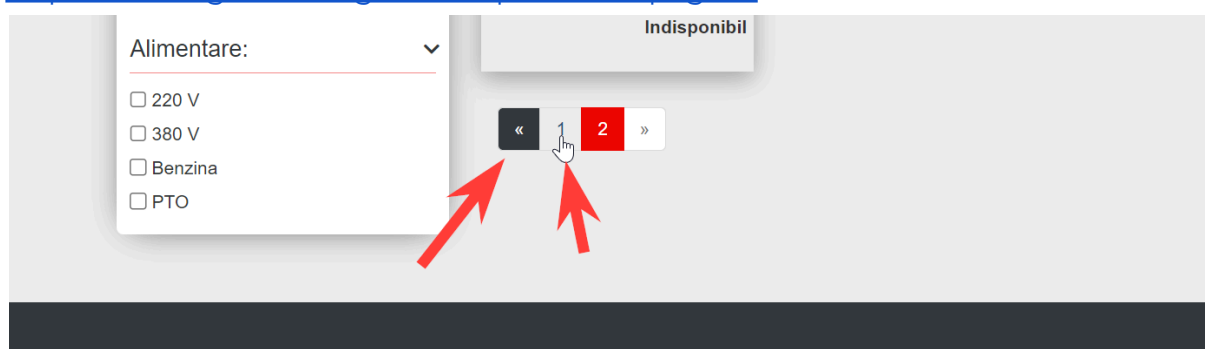 Indisponibil
Alimentare:
220 V
380 V
Benzina
PTO
« 1 2 »